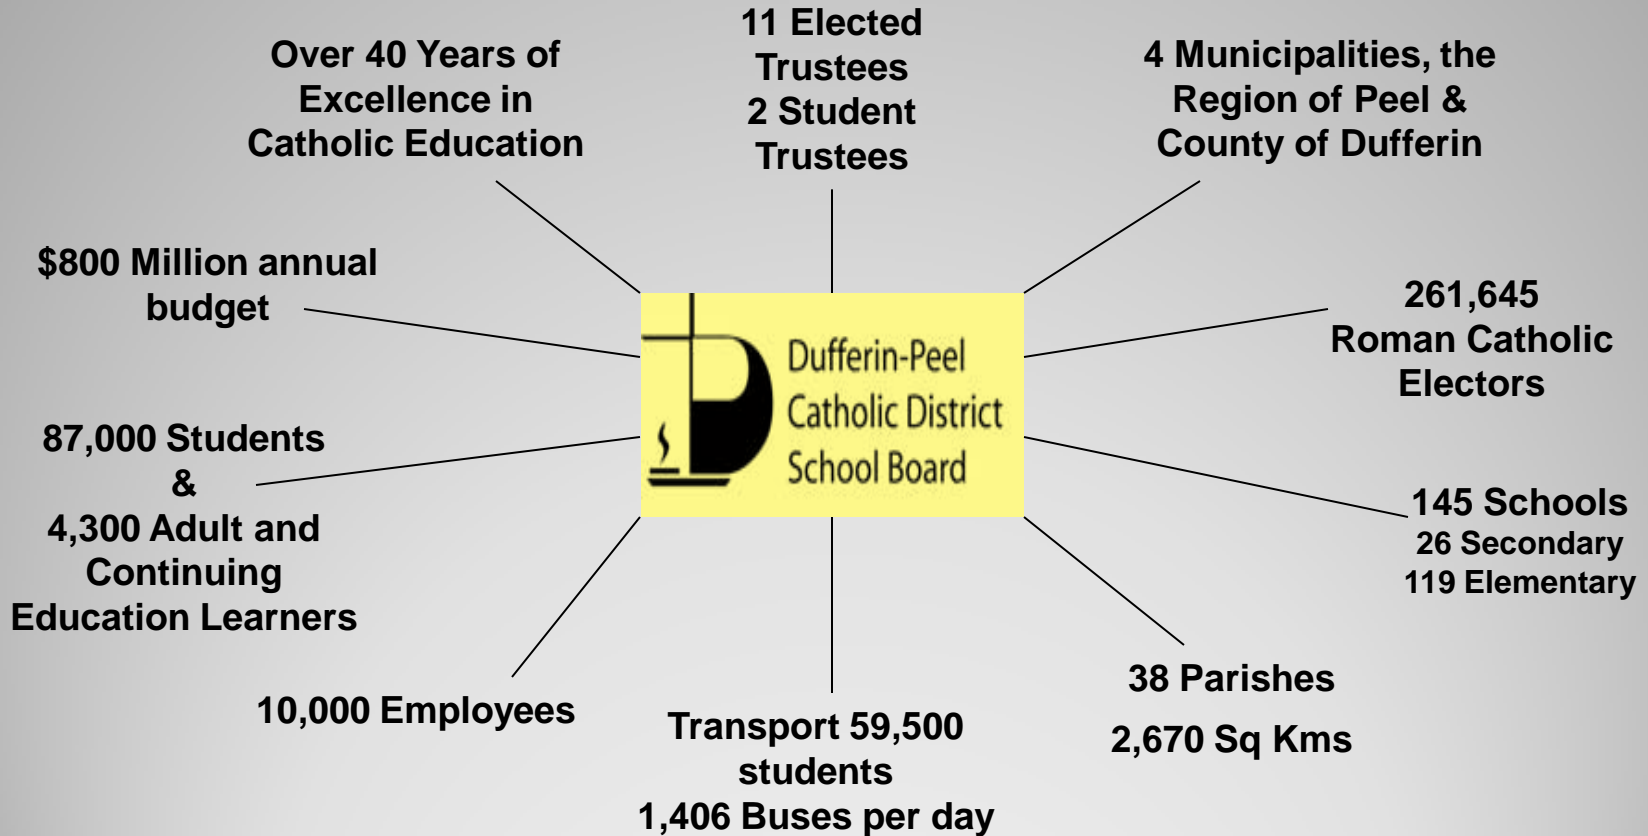 Over 40 Years of
Excellence in
Catholic Education
11 Elected
Trustees
2 Student
Trustees
4 Municipalities, the
Region of Peel &
County of Dufferin
$800 Million annual
budget
261,645
Roman Catholic
Electors
Dufferin-Peel
Catholic District
School Board
87,000 Students
&
4,300 Adult and
Continuing
Education Learners
145 Schools
26 Secondary
119 Elementary
10,000 Employees
Transport 59,500
students
1,406 Buses per day
38 Parishes
2,670 Sq Kms